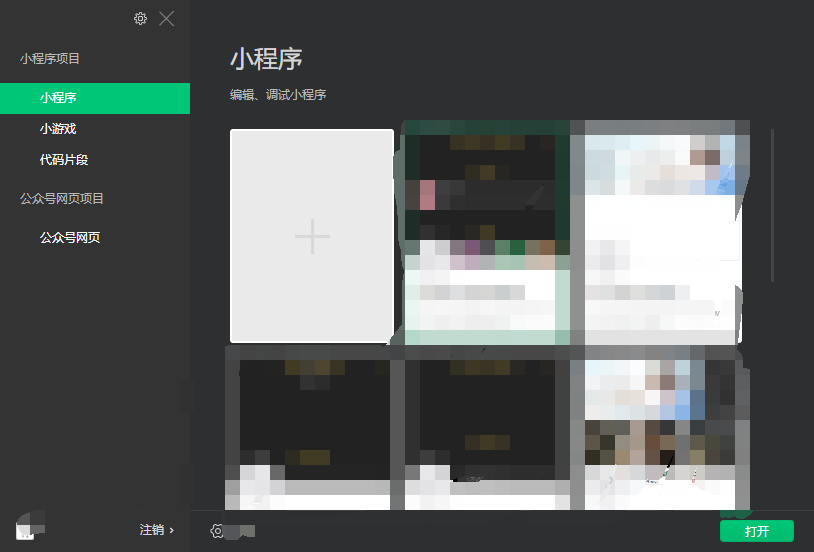 小程序项目
小程序
小游戏
代码片段
公众号网页项目
公众号网页
注销 ›
小程序
编辑、调试小程序
打开